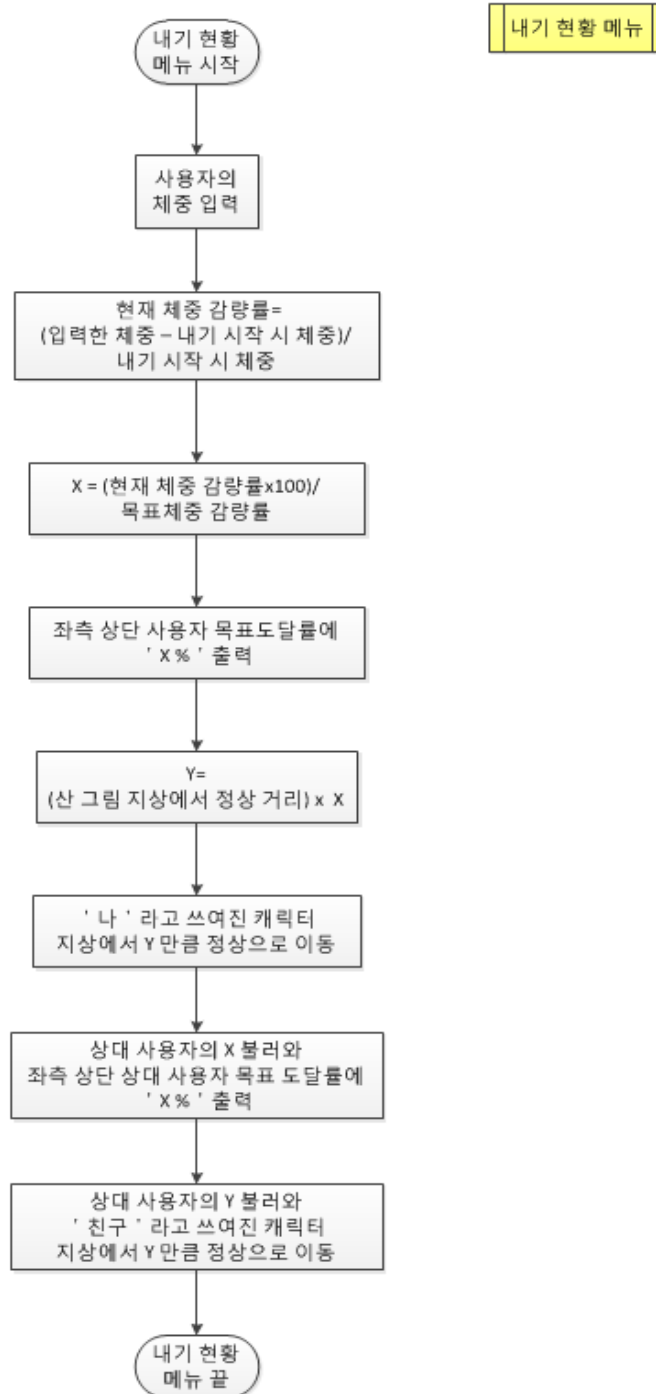 내기 현황 메뉴
내기 현황
메뉴 시작
사용자의
체중 입력
현재 체중 감량률=
(입력한 체중 – 내기 시작 시 체중)/
내기 시작 시 체중
X = (현재 체중 감량률x100)/
목표체중 감량률
좌측 상단 사용자 목표도달률에
' X % ' 출력
Y=
(산 그림 지상에서 정상 거리) x X
' 나 ' 라고 쓰여진 캐릭터
지상에서 Y 만큼 정상으로 이동
상대 사용자의 X 불러와
좌측 상단 상대 사용자 목표 도달률에
' X % ' 출력
상대 사용자의 Y 불러와
' 친구 ' 라고 쓰여진 캐릭터
지상에서 Y 만큼 정상으로 이동
내기 현황
메뉴 끝